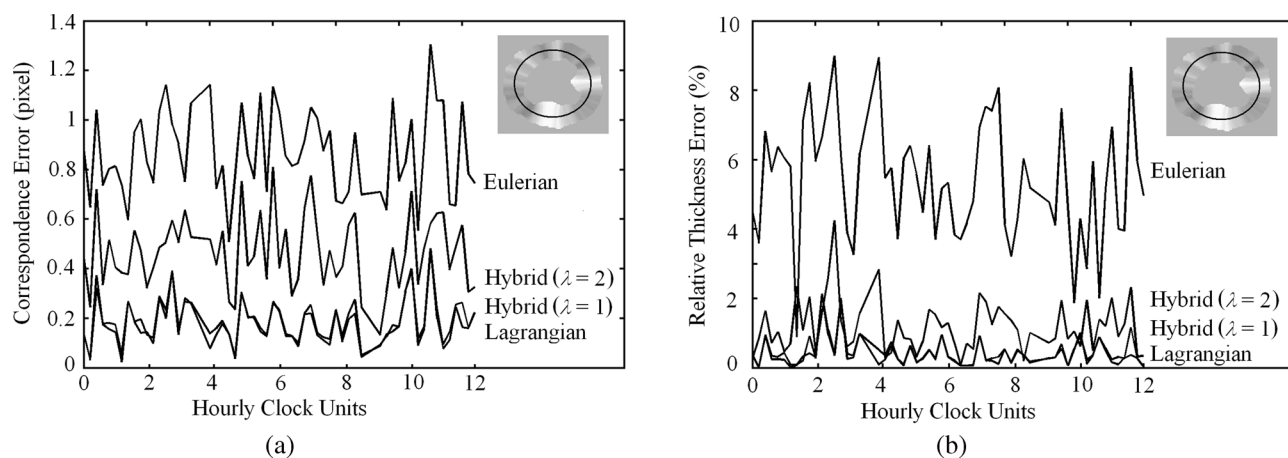 1.4
1.2
1
0.8
0.6
0.4
0.2
0
Correspondence Error (pixel)
Eulerian
Hybrid (λ = 2)
Hybrid (λ = 1)
Lagrangian
0 2 4 6 8 10 12
Hourly Clock Units
(a)
10
8
6
4
2
0
Relative Thickness Error (%)
Eulerian
Hybrid (λ = 2)
Hybrid (λ = 1)
Lagrangian
0 2 4 6 8 10 12
Hourly Clock Units
(b)